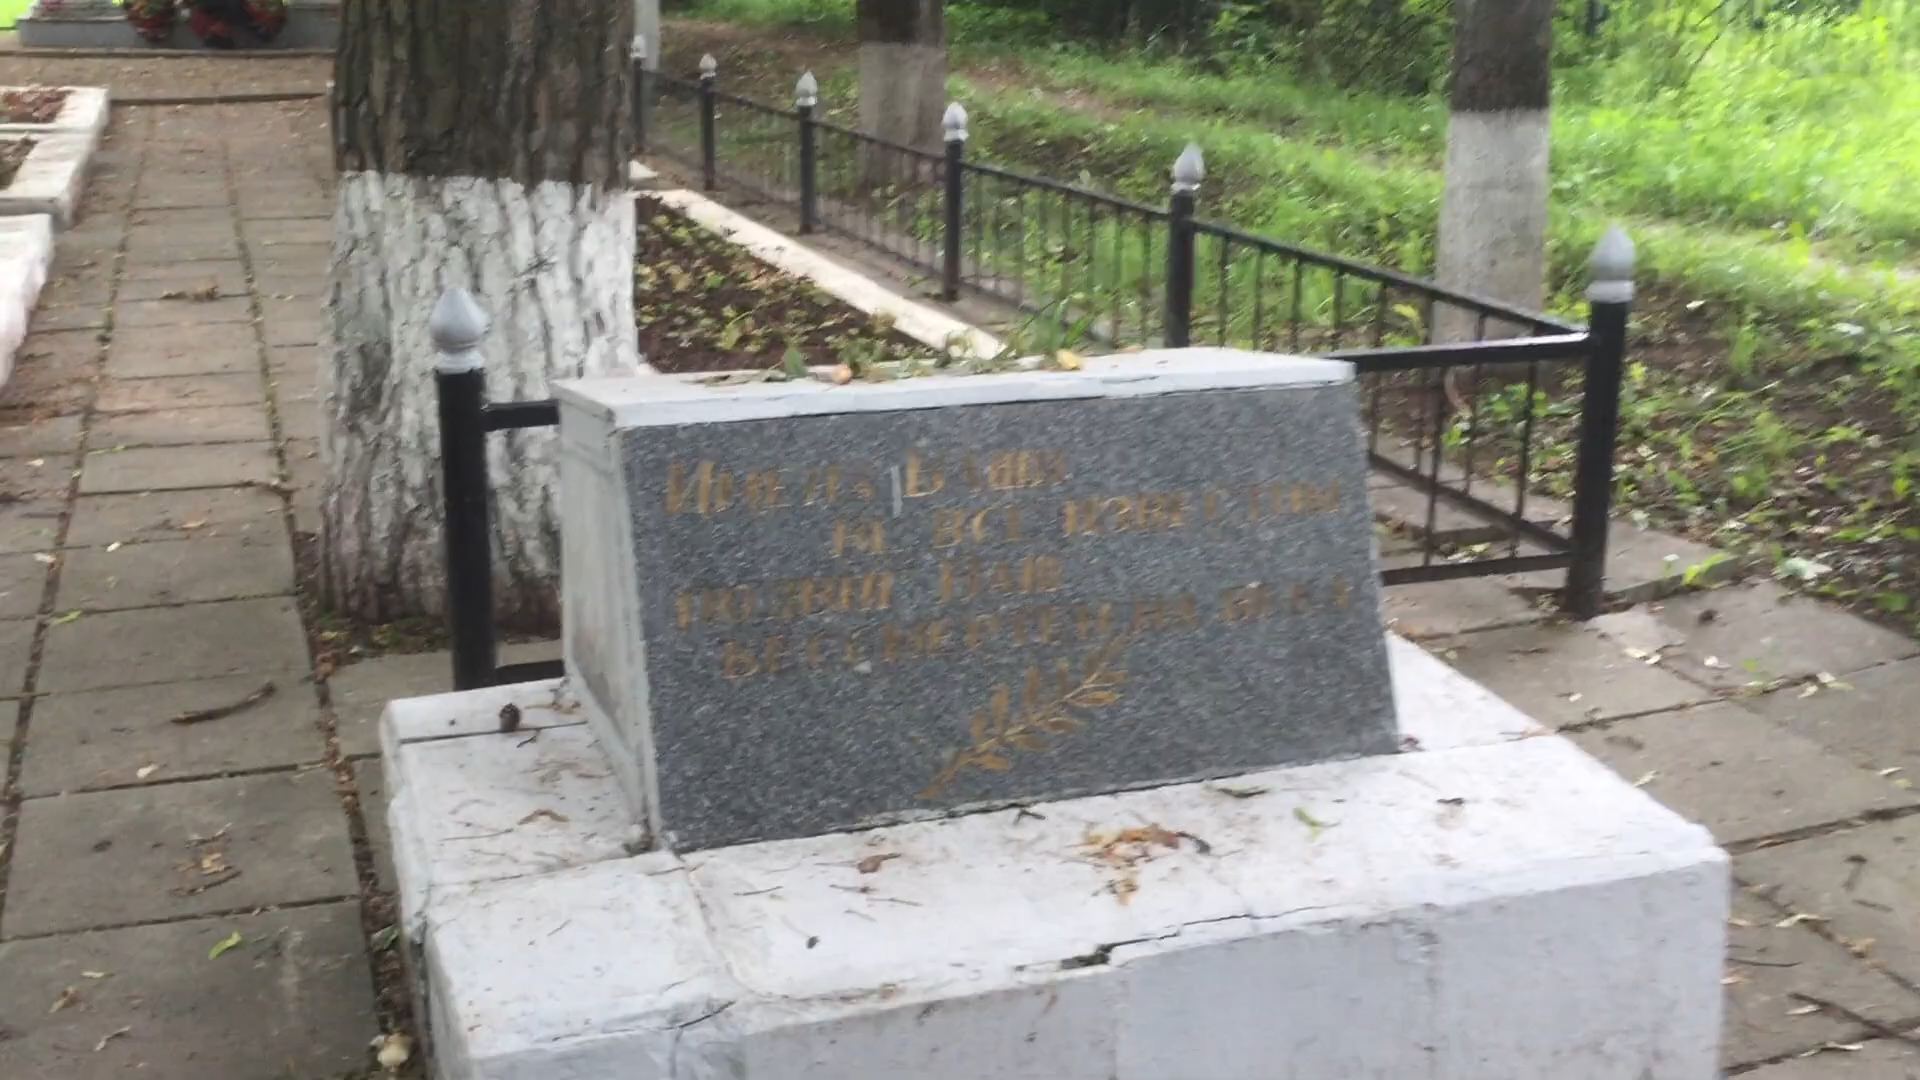 Имена Ваши
не все известны
подвиг Ваш
бессмертен на века